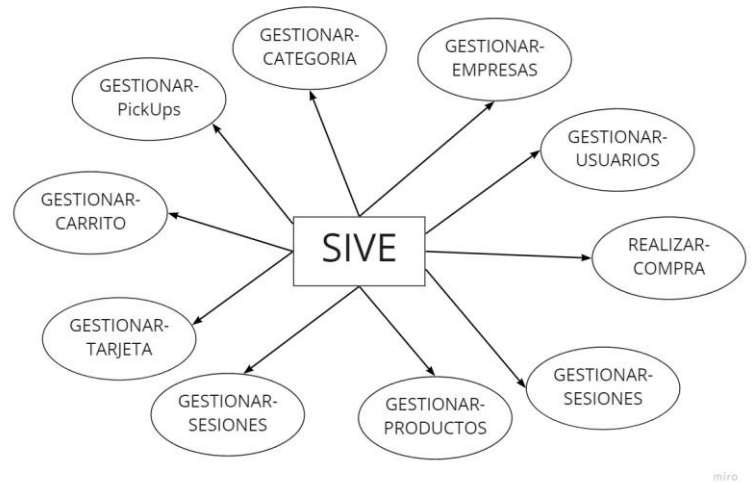 GESTIONAR-
CATEGORIA
GESTIONAR-
EMPRESAS
GESTIONAR-
PickUps
GESTIONAR-
USUARIOS
GESTIONAR-
CARRITO
SIVE
REALIZAR-
COMPRA
GESTIONAR-
TARJETA
GESTIONAR-
SESIONES
GESTIONAR-
PRODUCTOS
GESTIONAR-
SESIONES
miro